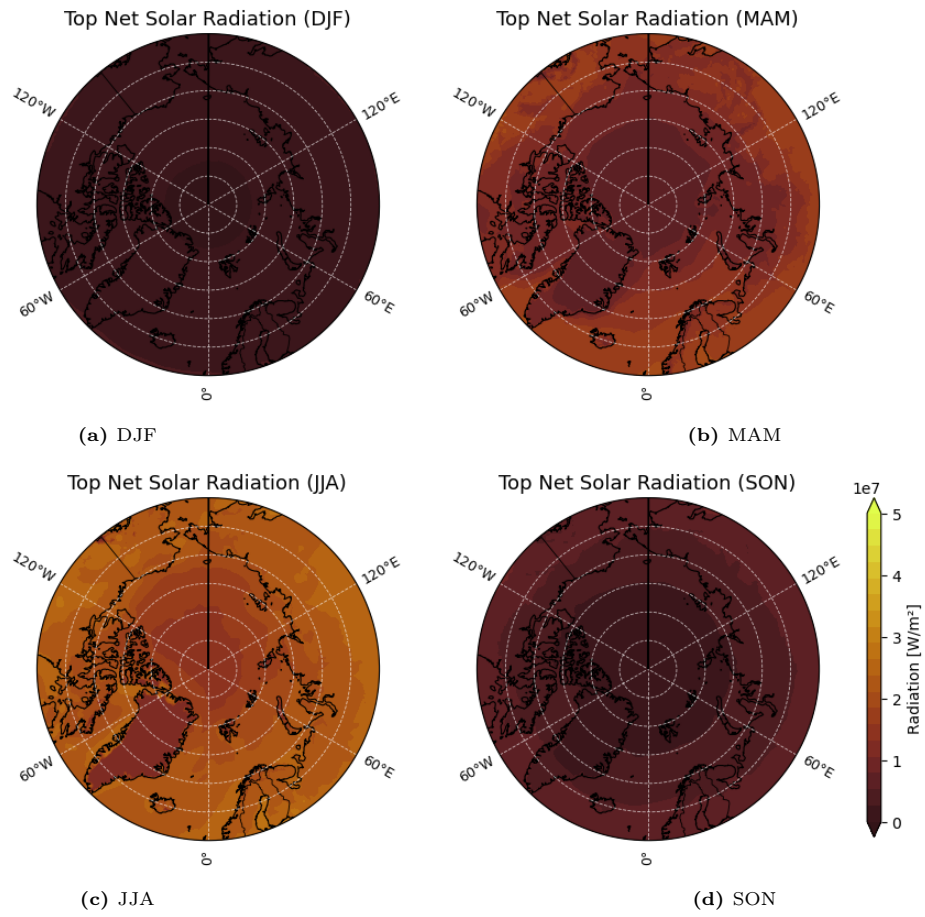 Top Net Solar Radiation (DJF)
120°W
120°E
60°W
60°E
0°
(a) DJF
Top Net Solar Radiation (MAM)
120°W
120°E
60°W
60°E
0°
(b) MAM
Top Net Solar Radiation (JJA)
120°W
120°E
60°W
60°E
0°
(c) JJA
Top Net Solar Radiation (SON)
120°W
120°E
60°W
60°E
0°
(d) SON
1e7
5
4
3
2
1
0
Radiation [W/m²]